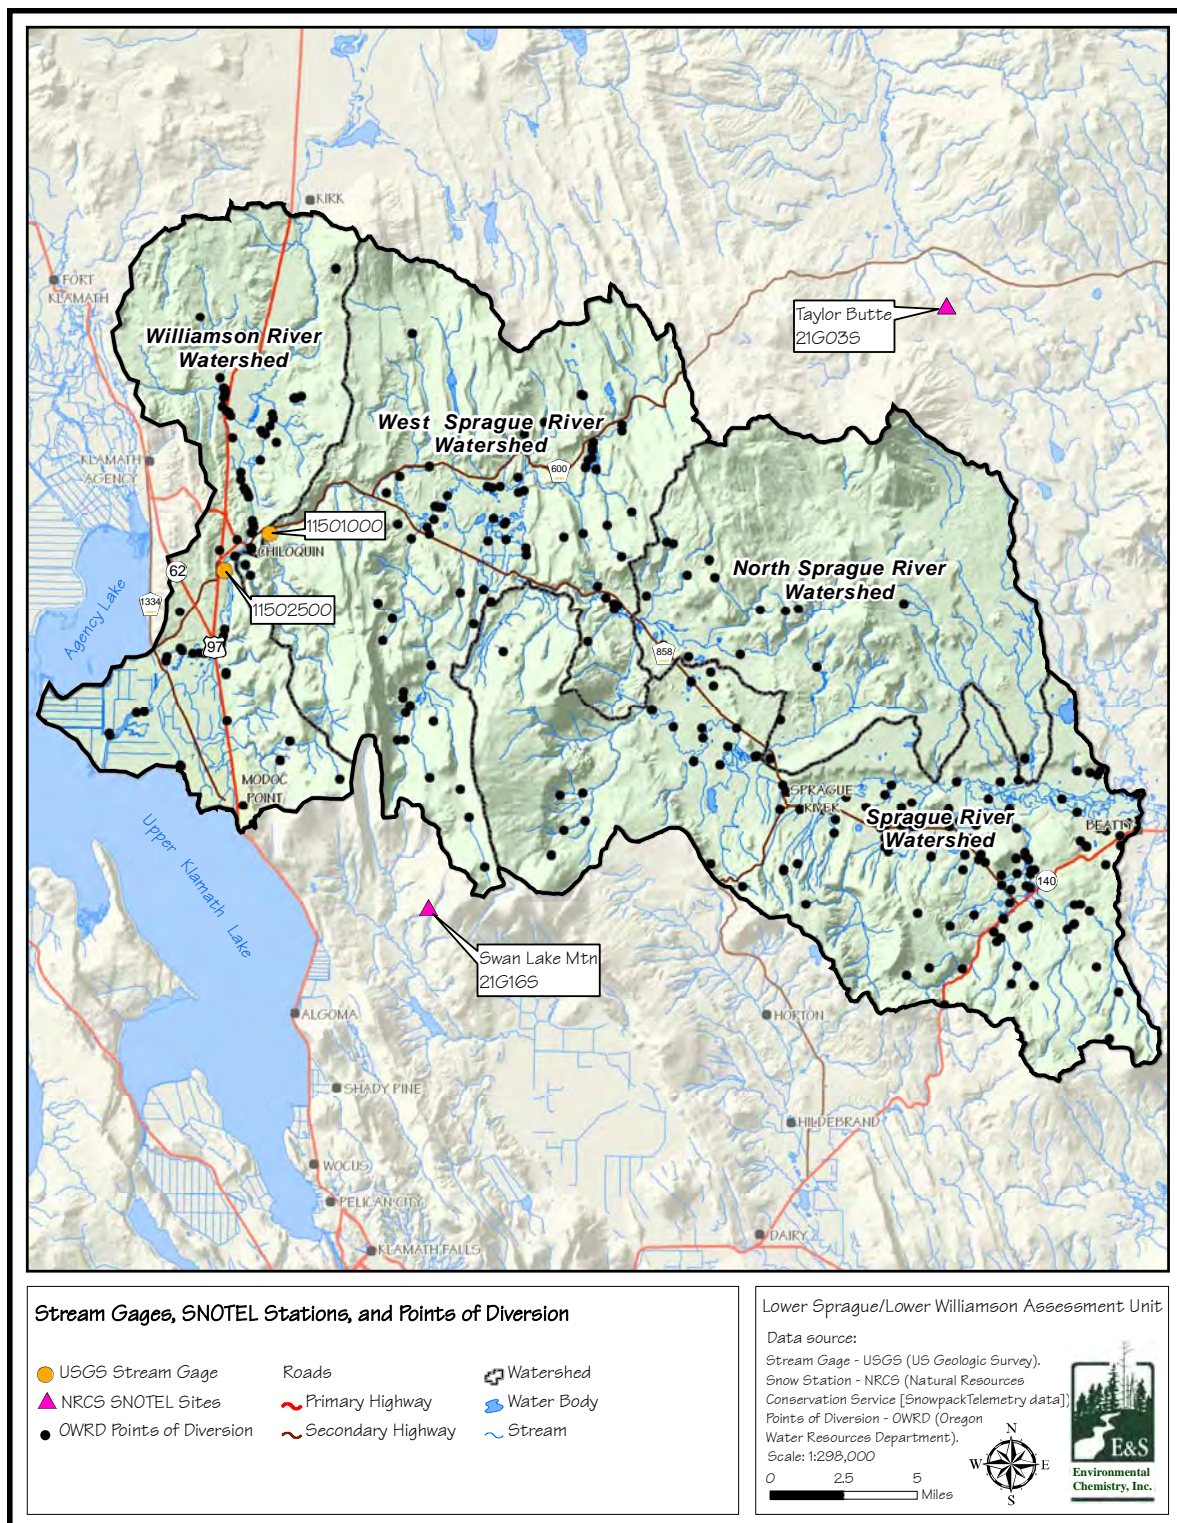 KIRK
FORT
KLAMATH
Taylor Butte
21G03S
Williamson River
Watershed
West Sprague River
Watershed
KLAMATH
AGENCY
600
11501000
CHILOQUIN
62
North Sprague River
Watershed
1334
11502500
Agency Lake
97
858
MODOC
POINT
SPRAGUE
RIVER
Sprague River
Watershed
BEATTY
Upper Klamath Lake
140
Swan Lake Mtn
21G16S
ALGOMA
HORTON
SHADY PINE
HILDEBRAND
WOCUS
PELICAN CITY
DAIRY
KLAMATH FALLS
Stream Gages, SNOTEL Stations, and Points of Diversion
USGS Stream Gage
NRCS SNOTEL Sites
OWRD Points of Diversion
Roads
Primary Highway
Secondary Highway
Watershed
Water Body
Stream
Lower Sprague/Lower Williamson Assessment Unit
Data source:
Stream Gage - USGS (US Geologic Survey).
Snow Station - NRCS (Natural Resources
Conservation Service [SnowpackTelemetry data])
Points of Diversion - OWRD (Oregon
Water Resources Department).
Scale: 1:298,000
0 2.5 5
Miles
N
W E
S
E&S
Environmental
Chemistry, Inc.